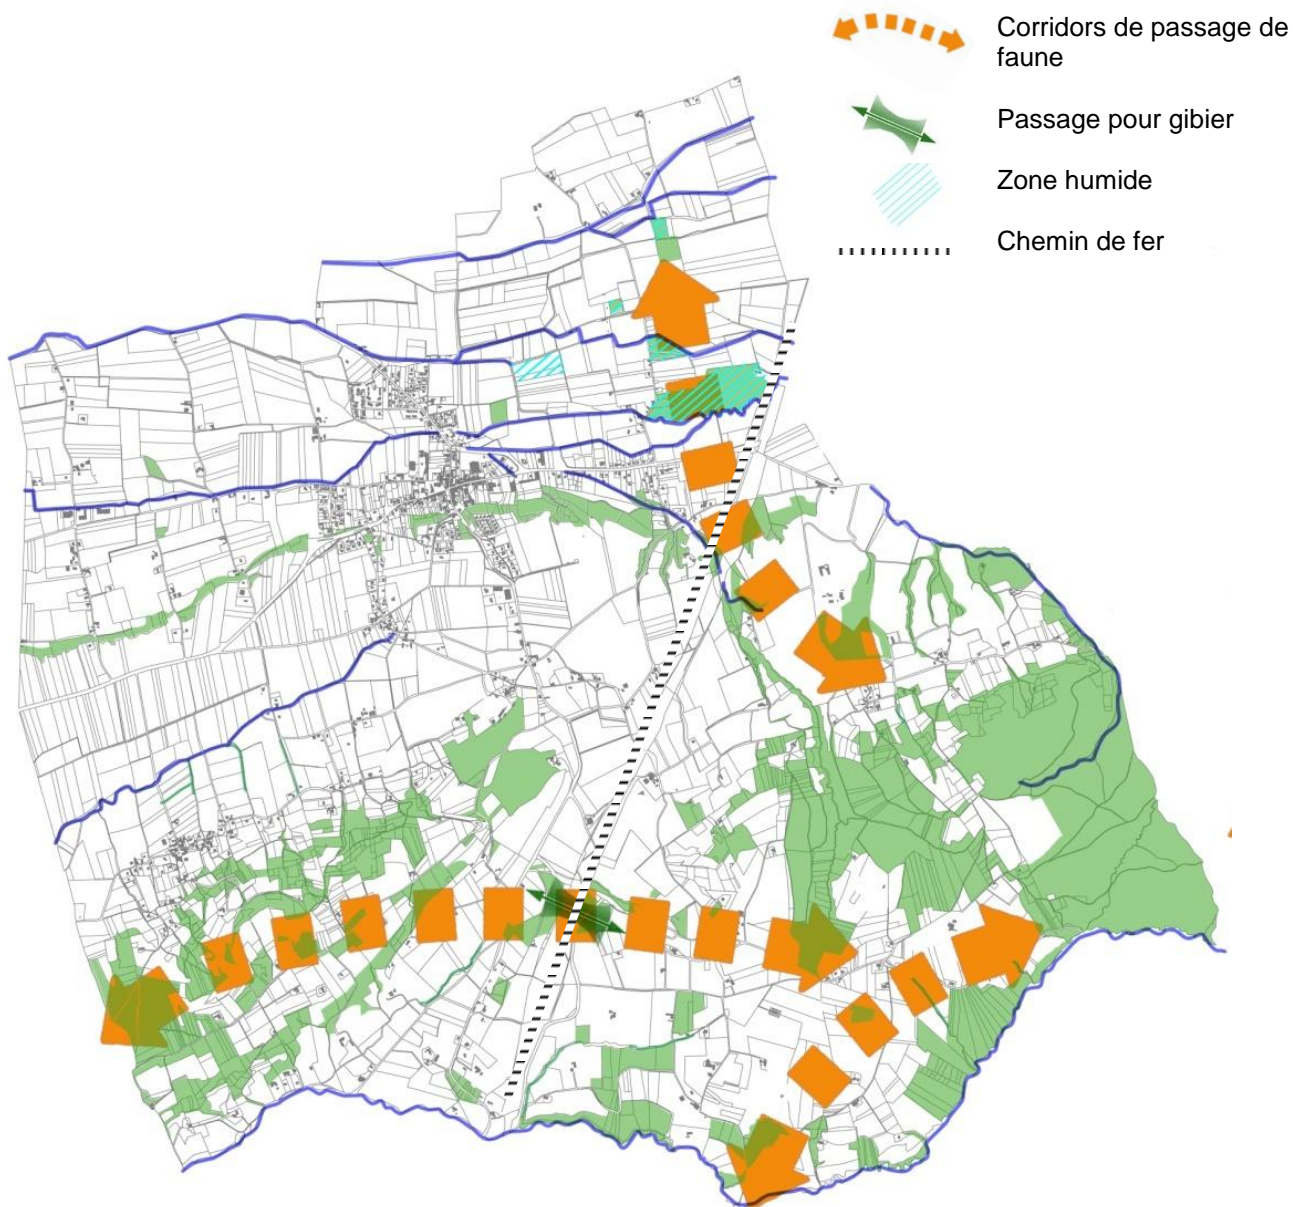 Corridors de passage de
faune
Passage pour gibier
Zone humide
Chemin de fer